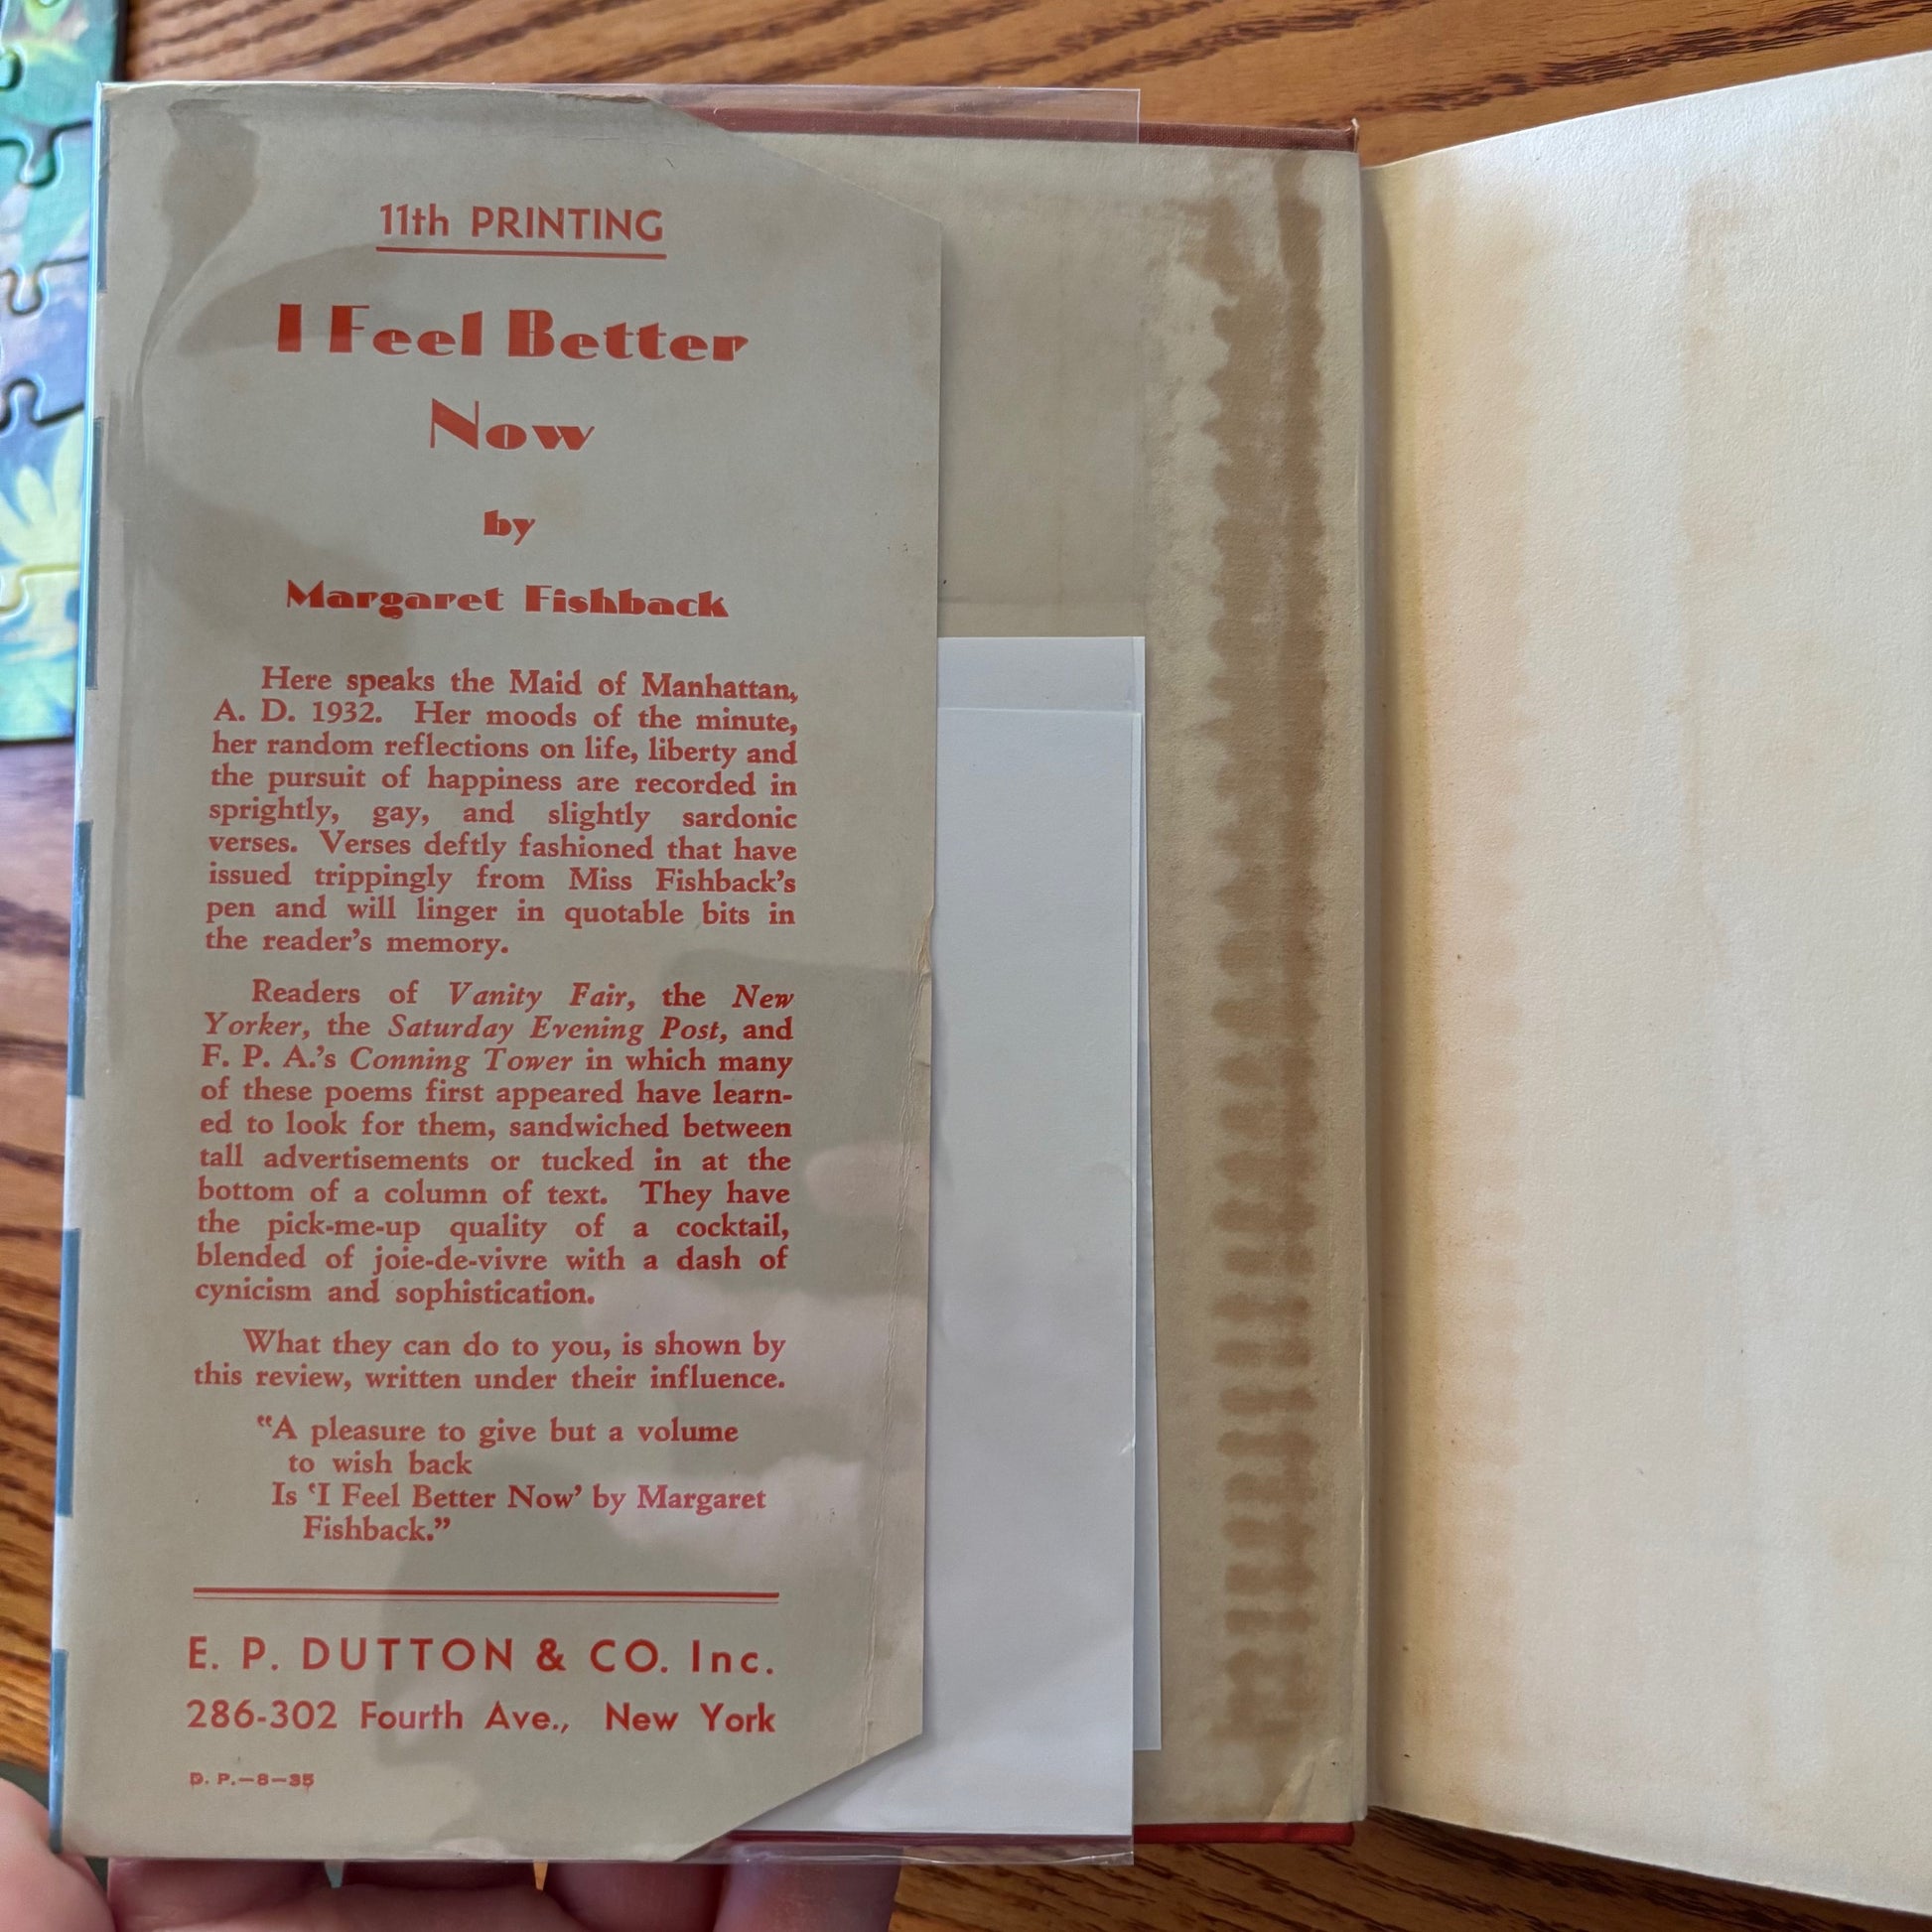 11th PRINTING
I Feel Better
Now
by
Margaret Fishback
Here speaks the Maid of Manhattan,
A. D. 1932. Her moods of the minute,
her random reflections on life, liberty and
the pursuit of happiness are recorded in
sprightly, gay, and slightly sardonic
verses. Verses deftly fashioned that have
issued trippingly from Miss Fishback's
pen and will linger in quotable bits in
the reader's memory.
Readers of Vanity Fair, the New
Yorker, the Saturday Evening Post, and
F. P. A.'s Conning Tower in which many
of these poems first appeared have learn-
ed to look for them, sandwiched between
tall advertisements or tucked in at the
bottom of a column of text. They have
the pick-me-up quality of a cocktail,
blended of joie-de-vivre with a dash of
cynicism and sophistication.
What they can do to you, is shown by
this review, written under their influence.
"A pleasure to give but a volume
to wish back
Is 'I Feel Better Now' by Margaret
Fishback."
E. P. DUTTON & CO. Inc.
286-302 Fourth Ave., New York
D. P.—8—35